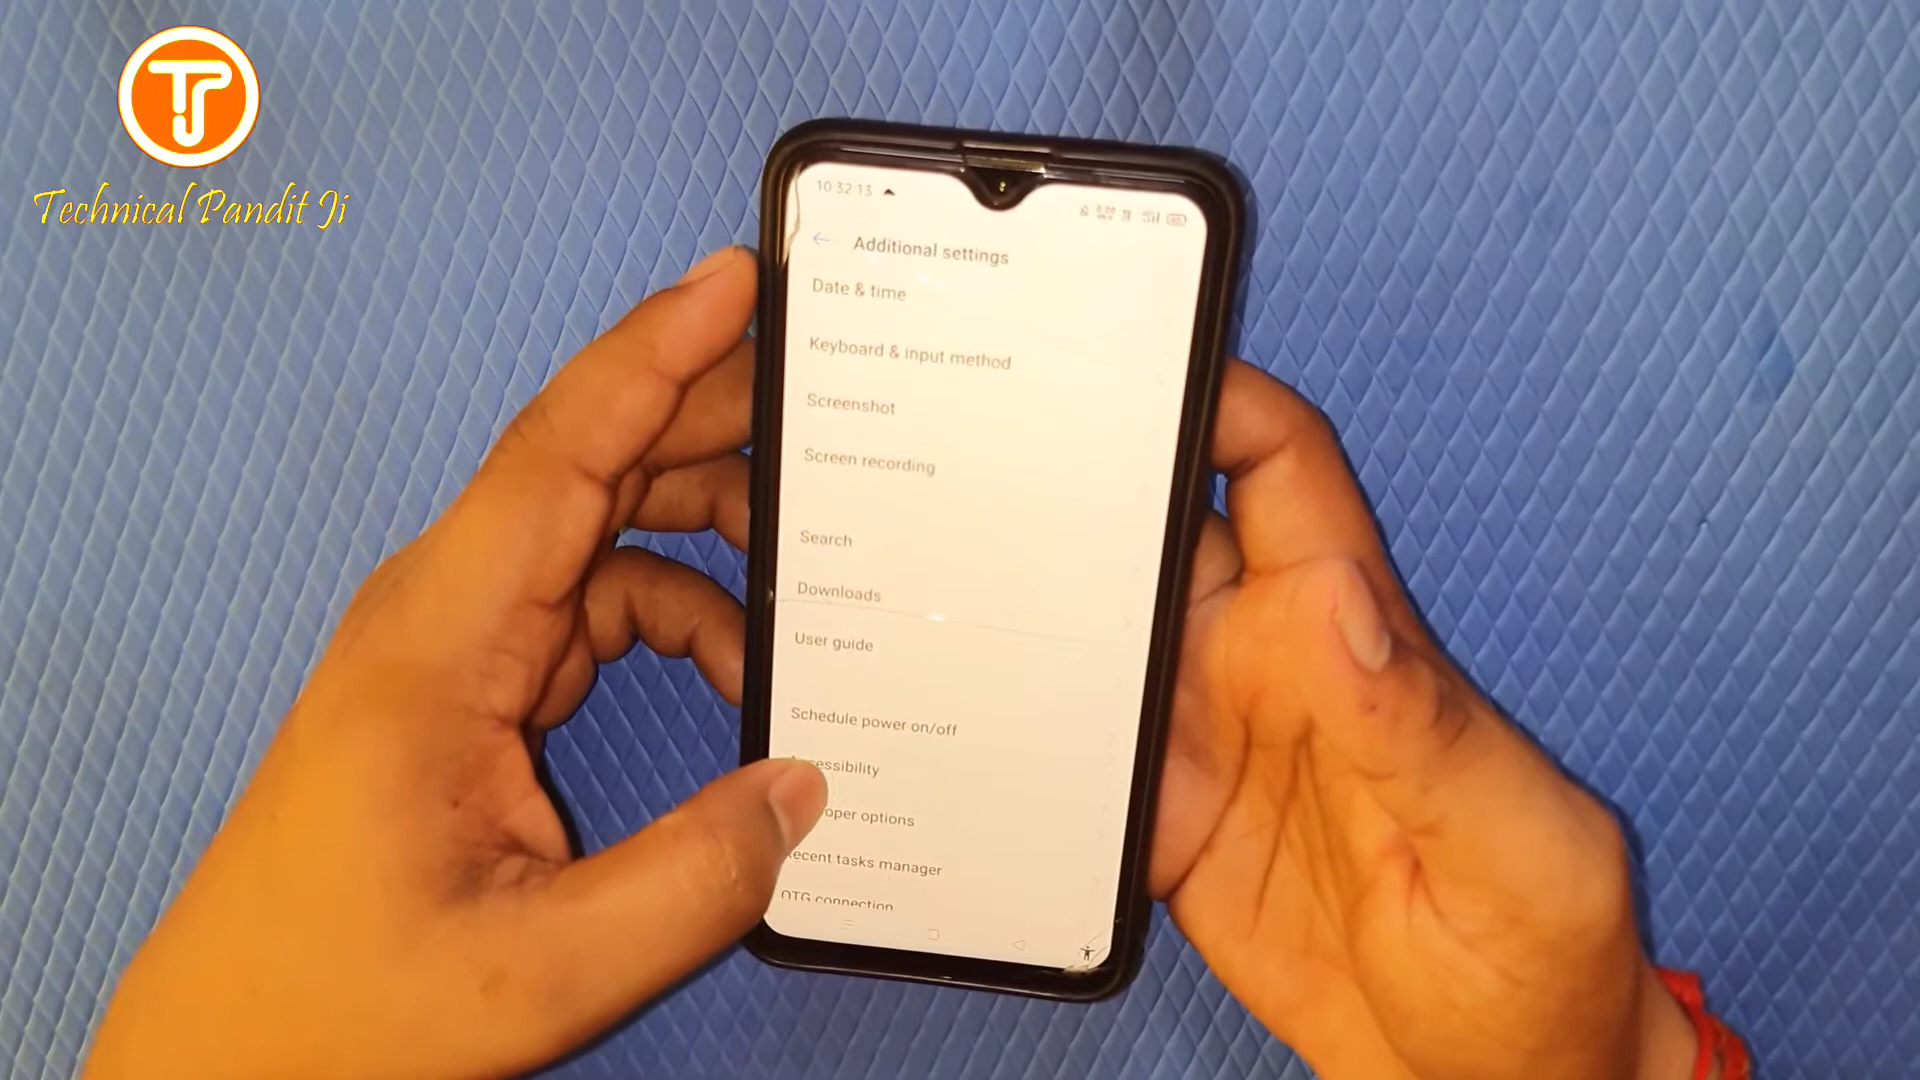 Technical Pandit Ji
10:32:13
Additional settings
Date & time
Keyboard & input method
Screenshot
Screen recording
Search
Downloads
User guide
Schedule power on/off
essibility
oper options
Recent tasks manager
OTG connection